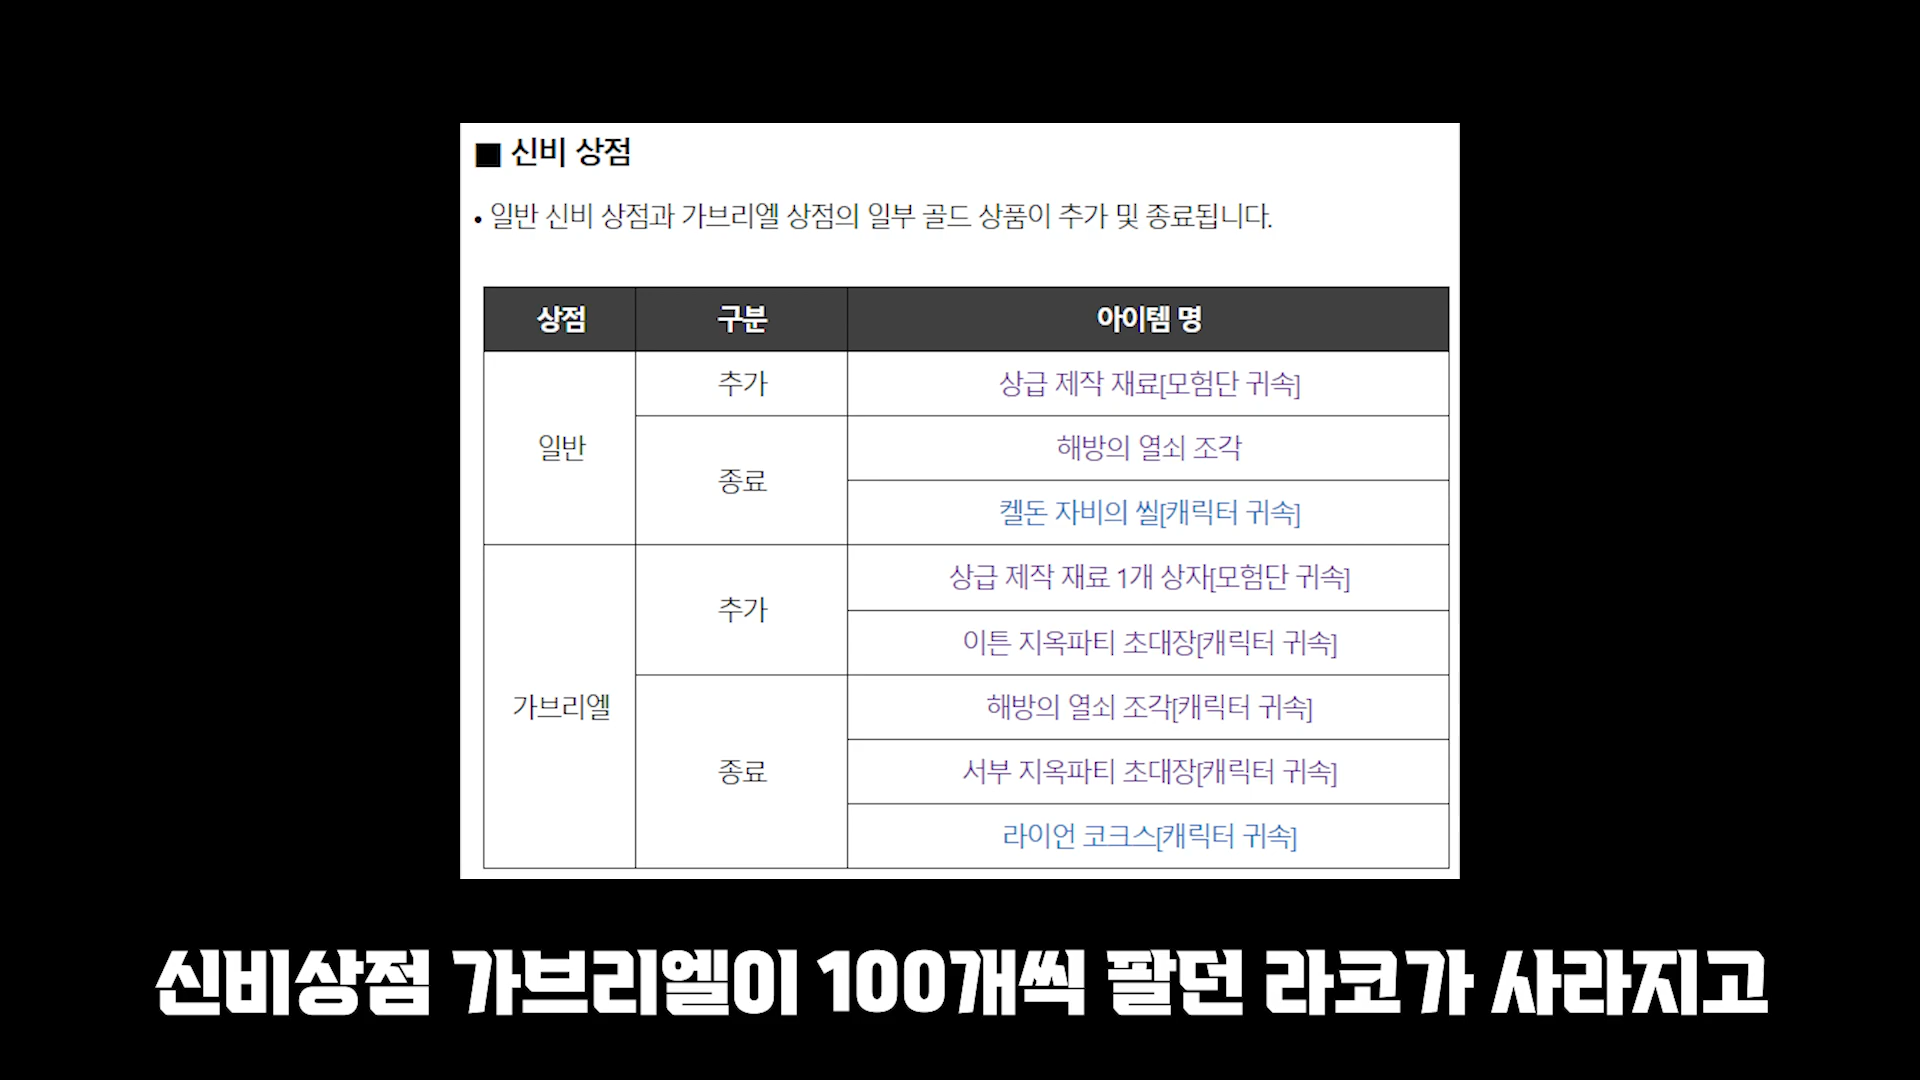 ■ 신비 상점
• 일반 신비 상점과 가브리엘 상점의 일부 골드 상품이 추가 및 종료됩니다.
상점 구분 아이템 명
일반 추가 상급 제작 재료[모험단 귀속]
종료 해방의 열쇠 조각
켈돈 자비의 씰[캐릭터 귀속]
가브리엘 추가 상급 제작 재료 1개 상자[모험단 귀속]
이튼 지옥파티 초대장[캐릭터 귀속]
종료 해방의 열쇠 조각[캐릭터 귀속]
서부 지옥파티 초대장[캐릭터 귀속]
라이언 코크스[캐릭터 귀속]
신비상점 가브리엘이 100개씩 팔던 라코가 사라지고